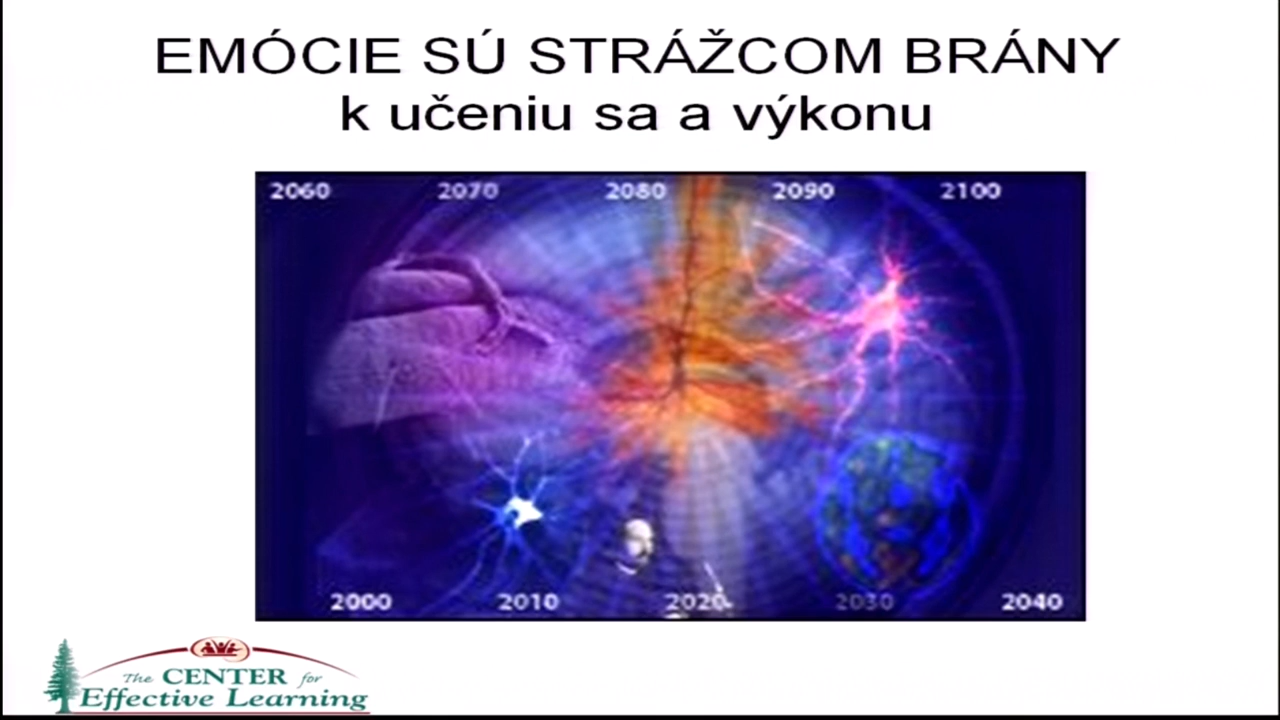 EMÓCIE SÚ STRÁŽCOM BRÁNY
k učeniu sa a výkonu
2060 2070 2080 2090 2100
2000 2010 2020 2030 2040
The CENTER for
Effective Learning